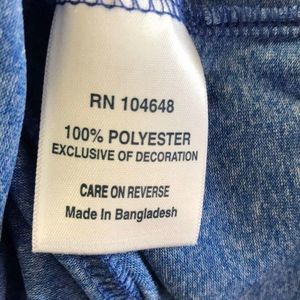 RN 104648
100% POLYESTER
EXCLUSIVE OF DECORATION
CARE ON REVERSE
Made In Bangladesh